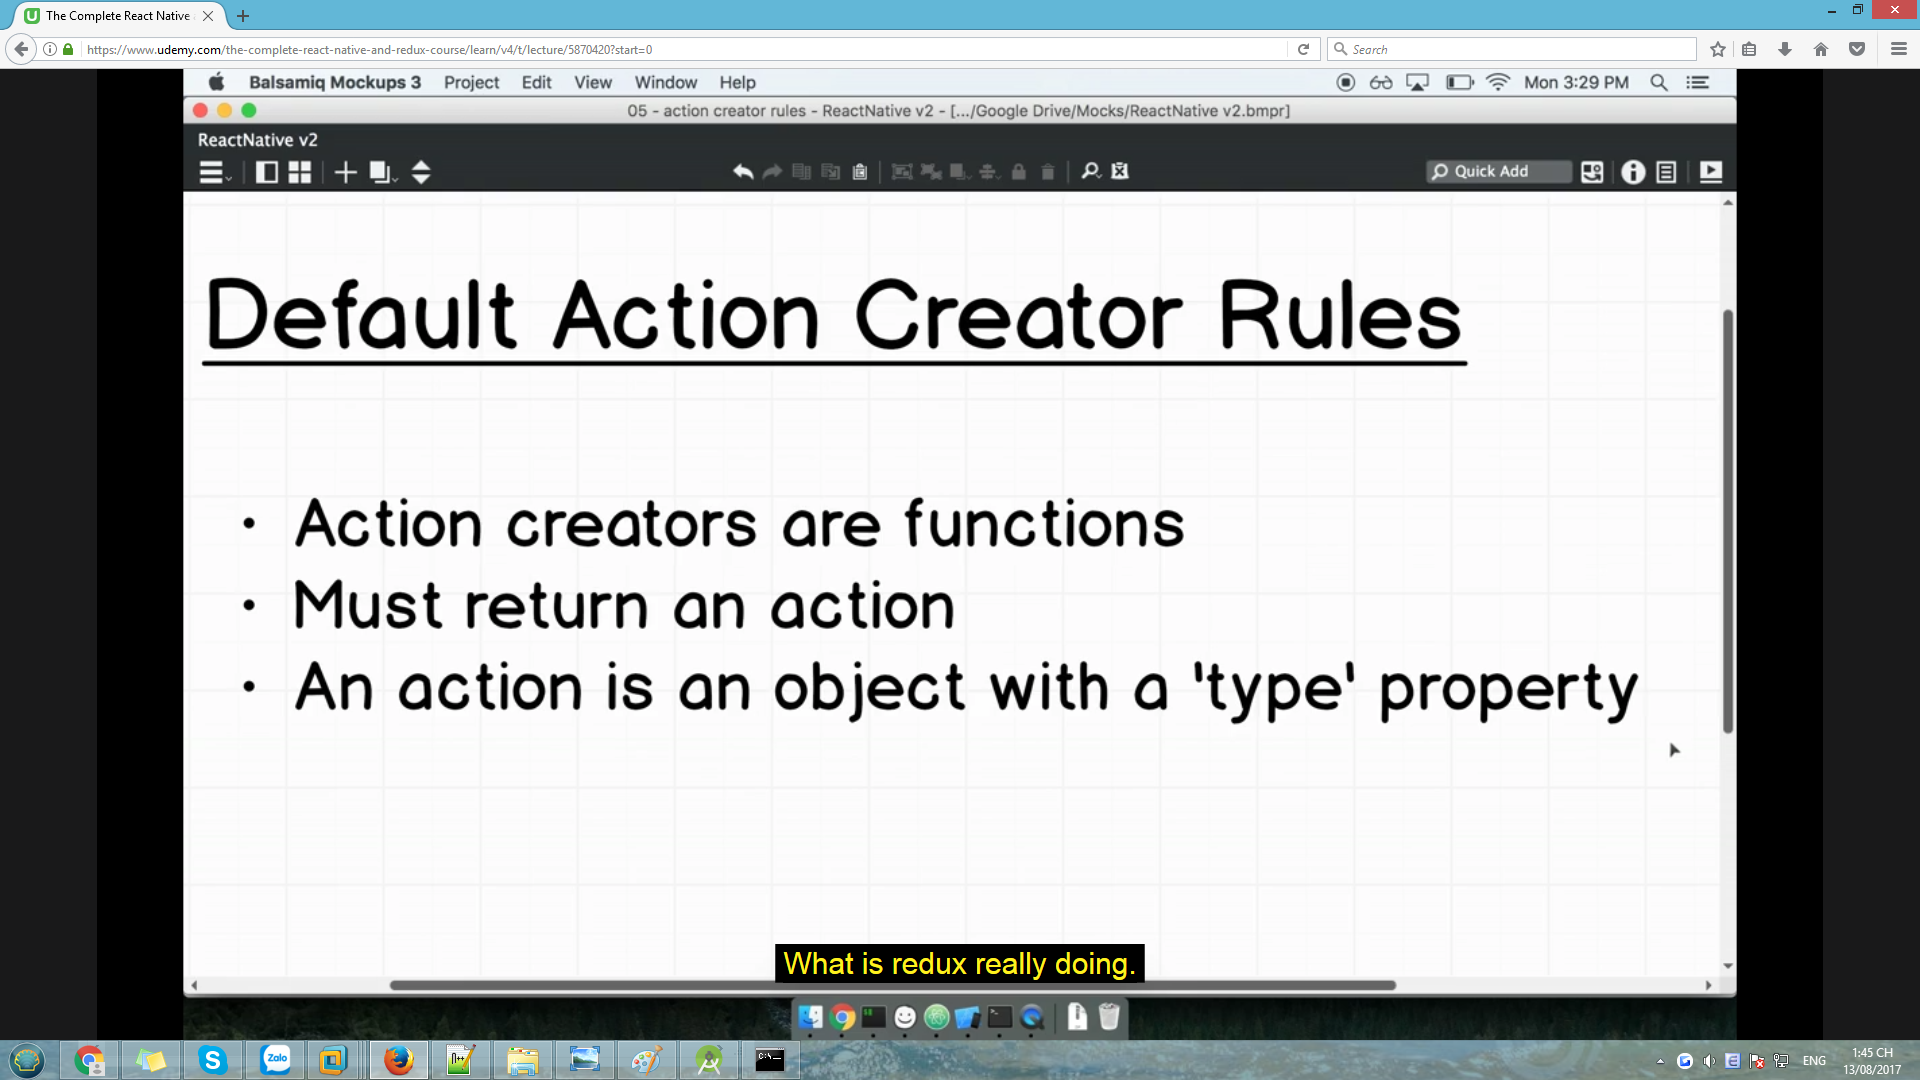 The Complete React Native
https://www.udemy.com/the-complete-react-native-and-redux-course/learn/v4/t/lecture/5870420?start=0
Search
Balsamiq Mockups 3 Project Edit View Window Help
Mon 3:29 PM
05 - action creator rules - ReactNative v2 - [.../Google Drive/Mocks/ReactNative v2.bmpr]
ReactNative v2
Quick Add
Default Action Creator Rules
• Action creators are functions
• Must return an action
• An action is an object with a 'type' property
What is redux really doing.
Zalo
ENG
1:45 CH
13/08/2017